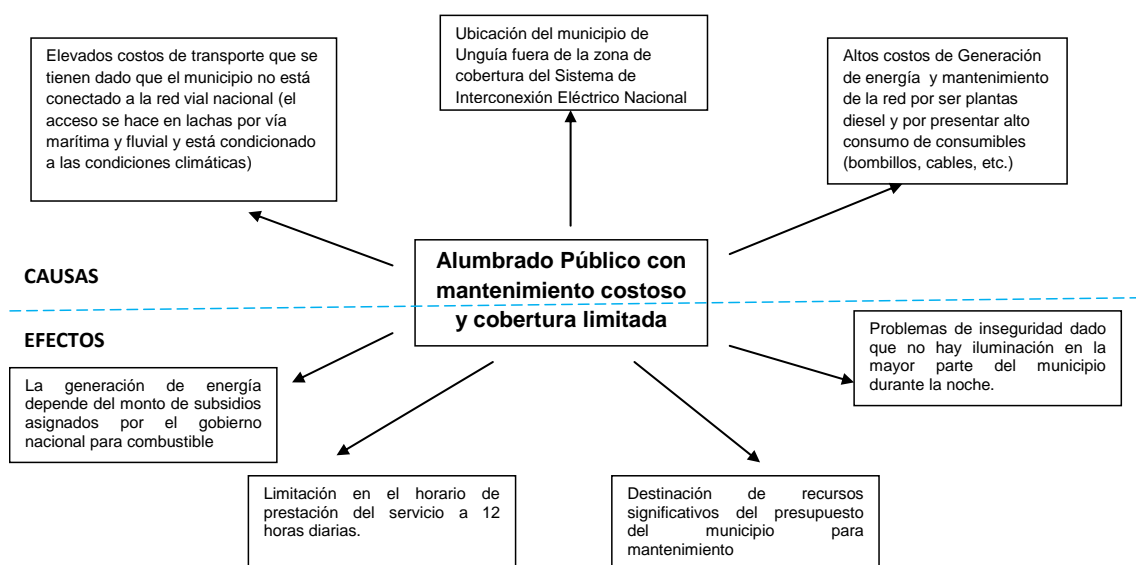 Elevados costos de transporte que se
tienen dado que el municipio no está
conectado a la red vial nacional (el
acceso se hace en lachas por vía
marítima y fluvial y está condicionado
a las condiciones climáticas)
Ubicación del municipio de
Unguía fuera de la zona de
cobertura del Sistema de
Interconexión Eléctrico Nacional
Altos costos de Generación
de energía y mantenimiento
de la red por ser plantas
diesel y por presentar alto
consumo de consumibles
(bombillos, cables, etc.)
Alumbrado Público con
mantenimiento costoso
y cobertura limitada
CAUSAS
EFECTOS
La generación de energía
depende del monto de subsidios
asignados por el gobierno
nacional para combustible
Limitación en el horario de
prestación del servicio a 12
horas diarias.
Destinación de recursos
significativos del presupuesto
del municipio para
mantenimiento
Problemas de inseguridad dado
que no hay iluminación en la
mayor parte del municipio
durante la noche.